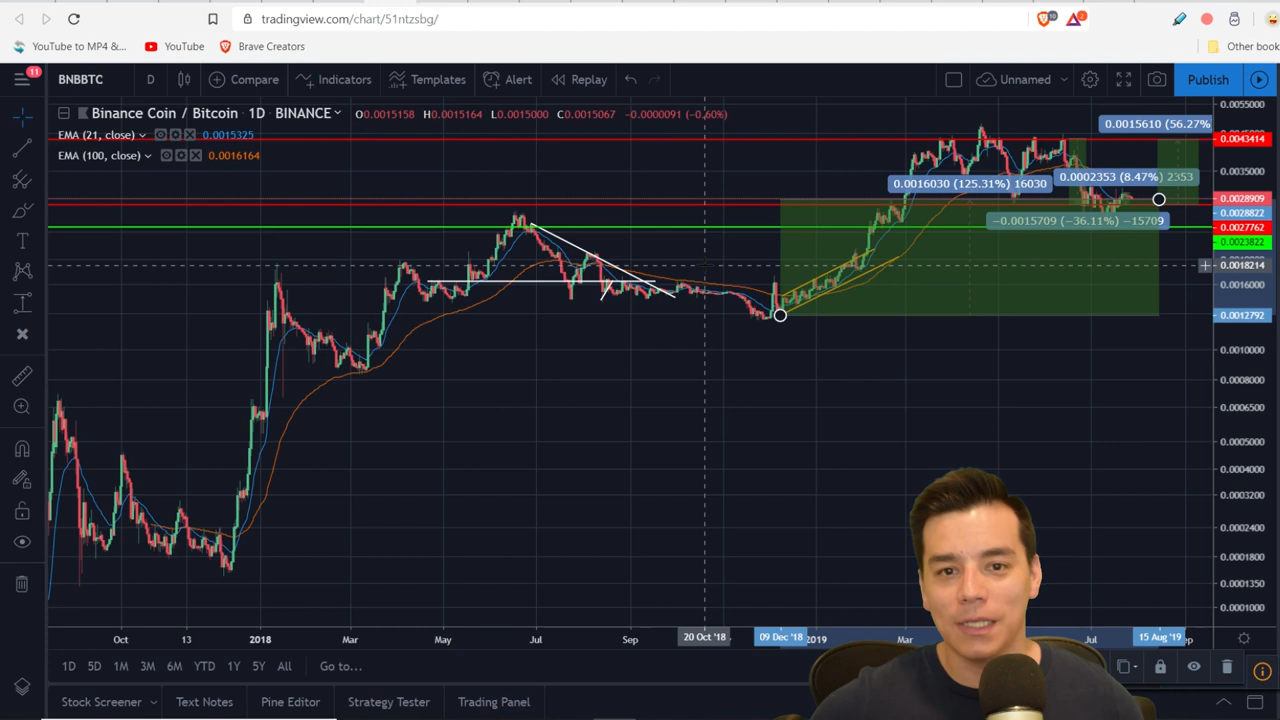 tradingview.com/chart/51ntzsbg/
10
2
YouTube to MP4 &...
YouTube
Brave Creators
Other book
11
BNBBTC
D
Compare
Indicators
Templates
Alert
Replay
Unnamed
Publish
Binance Coin / Bitcoin · 1D · BINANCE
O0.0015158 H0.0015164 L0.0015000 C0.0015067 −0.0000091 (−0.60%)
EMA (21, close) 0.0015325
EMA (100, close) 0.0016164
0.0055000
0.0015610 (56.27%
0.0043414
0.0035000
0.0002353 (8.47%) 2353
0.0016030 (125.31%) 16030
0.0028909
0.0028822
−0.0015709 (−36.11%) −15709
0.0027762
0.0023822
0.0018214
0.0016000
0.0012792
0.0010000
0.0008000
0.0006500
0.0005000
0.0004000
0.0003200
0.0002400
0.0001800
0.0001350
0.0001000
Oct
13
2018
Mar
May
Jul
Sep
20 Oct '18
09 Dec '18
2019
Mar
Jul
15 Aug '19
ep
1D 5D 1M 3M 6M YTD 1Y 5Y All Go to...
Stock Screener
Text Notes
Pine Editor
Strategy Tester
Trading Panel